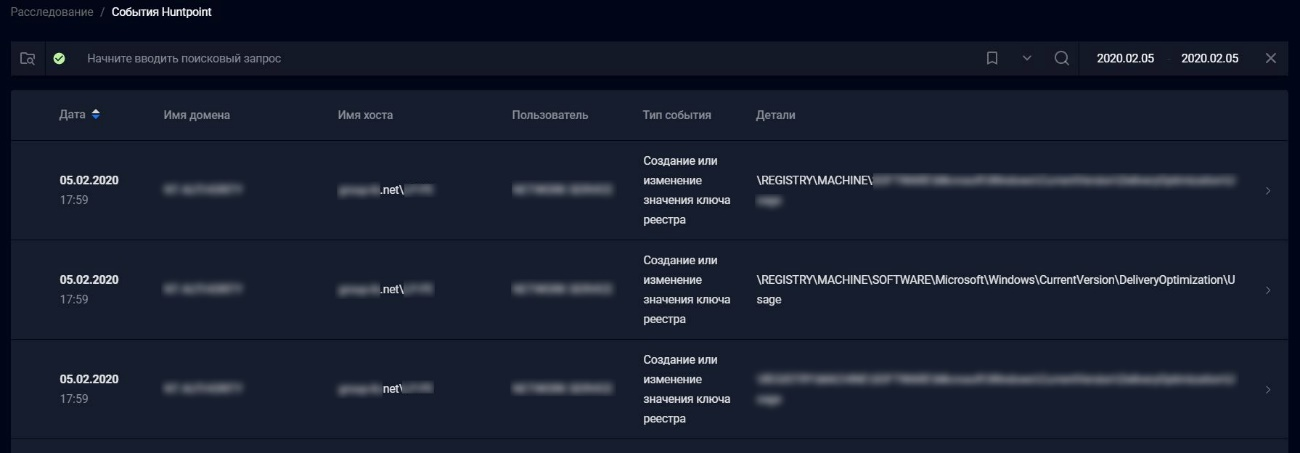 Расследование / События Huntpoint
Начните вводить поисковый запрос 2020.02.05 2020.02.05
Дата Имя домена Имя хоста Пользователь Тип события Детали
05.02.2020
17:59
.net\
Создание или
изменение
значения ключа
реестра
\REGISTRY\MACHINE\
05.02.2020
17:59
.net\
Создание или
изменение
значения ключа
реестра
\REGISTRY\MACHINE\SOFTWARE\Microsoft\Windows\CurrentVersion\DeliveryOptimization\U
sage
05.02.2020
17:59
net\
Создание или
изменение
значения ключа
реестра